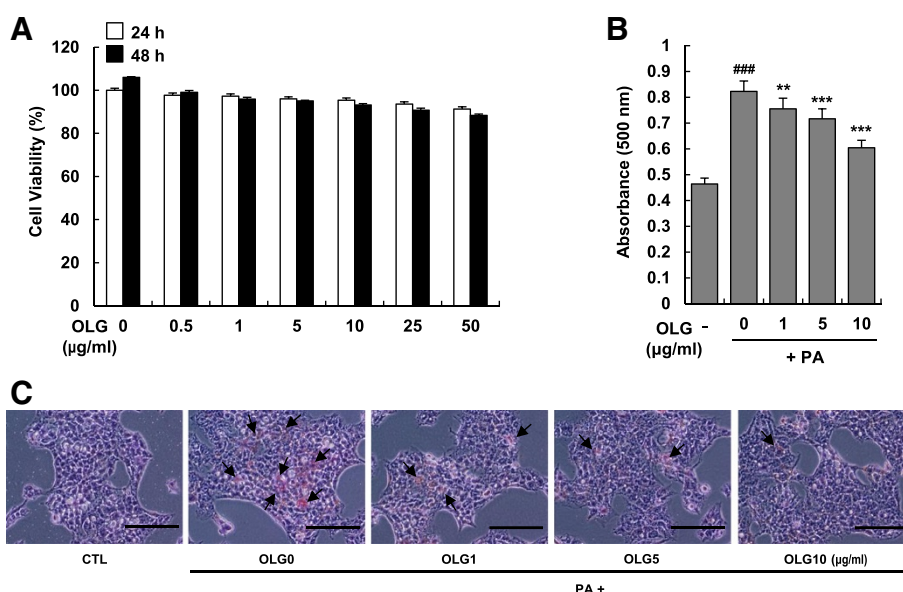 A
24 h
48 h
120
100
80
60
40
20
0
Cell Viability (%)
OLG 0 0.5 1 5 10 25 50
(µg/ml)
B
1
0.9
0.8
0.7
0.6
0.5
0.4
0.3
0.2
0.1
0
Absorbance (500 nm)
###
**
***
***
OLG - 0 1 5 10
(µg/ml)
+ PA
C
CTL OLG0 OLG1 OLG5 OLG10 (µg/ml)
PA +